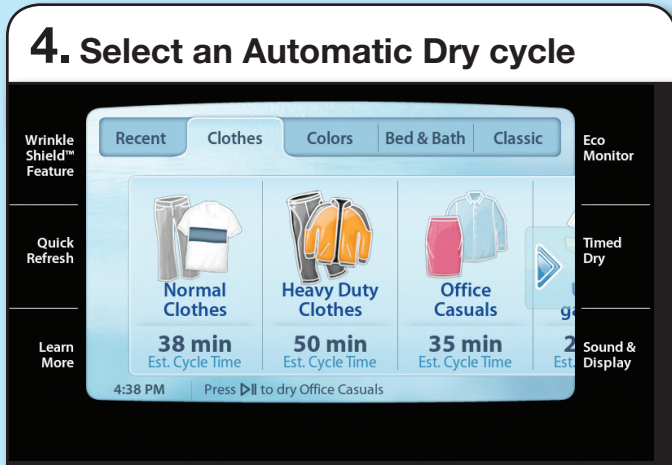 4. Select an Automatic Dry cycle
Wrinkle
Shield™
Feature
Quick
Refresh
Learn
More
Recent Clothes Colors Bed & Bath Classic
Normal
Clothes
38 min
Est. Cycle Time
Heavy Duty
Clothes
50 min
Est. Cycle Time
Office
Casuals
35 min
Est. Cycle Time
2
Est.
4:38 PM Press to dry Office Casuals
Eco
Monitor
Timed
Dry
Sound &
Display